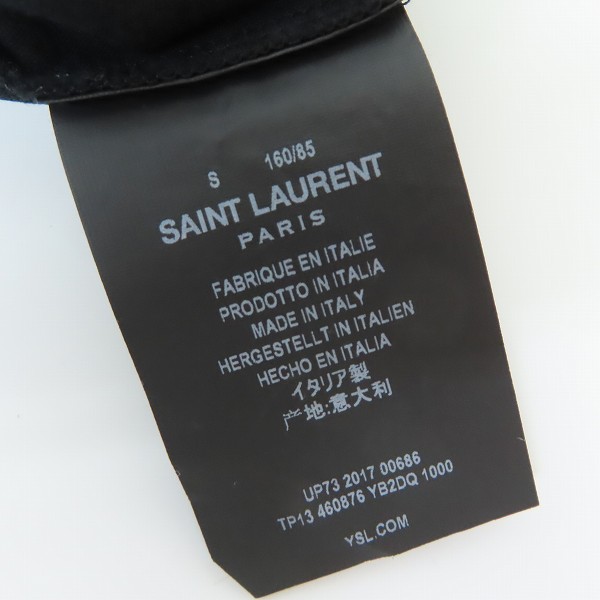 S 160/85
SAINT LAURENT
PARIS
FABRIQUE EN ITALIE
PRODOTTO IN ITALIA
MADE IN ITALY
HERGESTELLT IN ITALIEN
HECHO EN ITALIA
イタリア製
产地:意大利
UP73 2017 00686
TP13 460876 YB2DQ 1000
YSL.COM